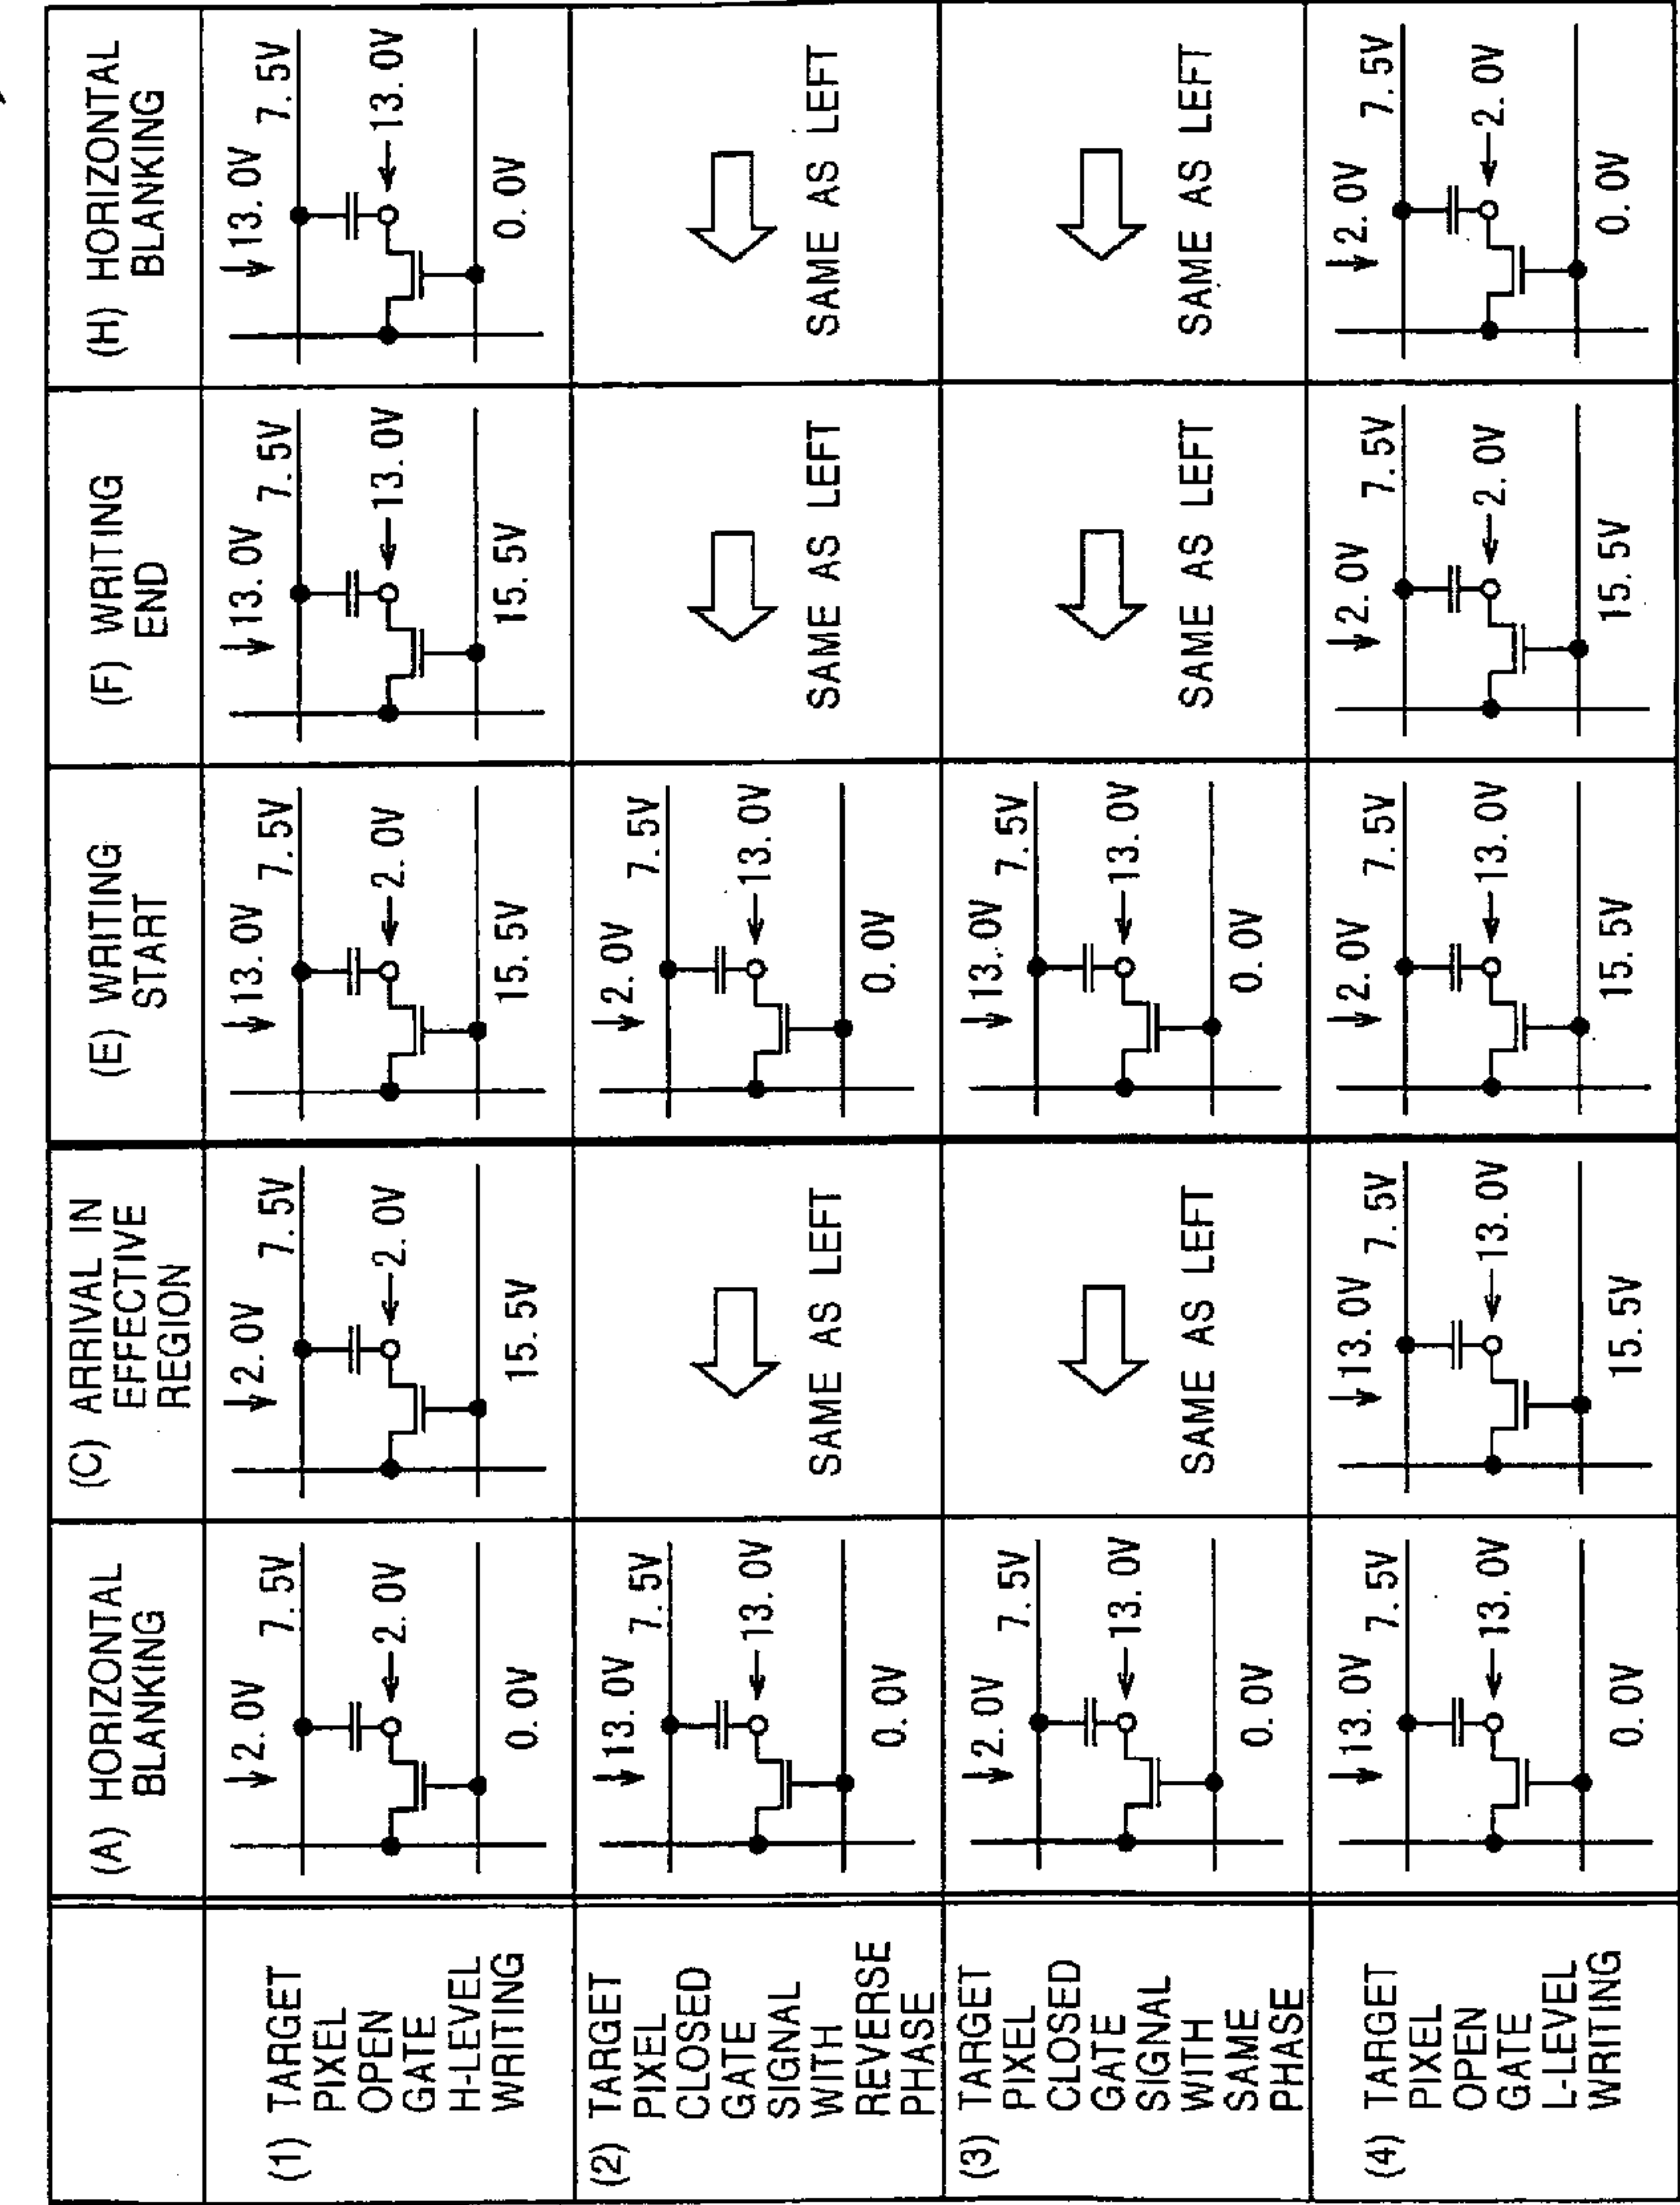 (A) HORIZONTAL
BLANKING
(C) ARRIVAL IN
EFFECTIVE
REGION
(E) WRITING
START
(F) WRITING
END
(H) HORIZONTAL
BLANKING
(1) TARGET
PIXEL
OPEN
GATE
H-LEVEL
WRITING
2.0V 7.5V
2.0V
0.0V
2.0V 7.5V
2.0V
15.5V
13.0V 7.5V
2.0V
15.5V
13.0V 7.5V
13.0V
15.5V
13.0V 7.5V
13.0V
0.0V
(2) TARGET
PIXEL
CLOSED
GATE
SIGNAL
WITH
REVERSE
PHASE
13.0V 7.5V
13.0V
0.0V
SAME AS LEFT
2.0V 7.5V
13.0V
0.0V
SAME AS LEFT
SAME AS LEFT
(3) TARGET
PIXEL
CLOSED
GATE
SIGNAL
WITH
SAME
PHASE
2.0V 7.5V
13.0V
0.0V
SAME AS LEFT
13.0V 7.5V
13.0V
0.0V
SAME AS LEFT
SAME AS LEFT
(4) TARGET
PIXEL
OPEN
GATE
L-LEVEL
WRITING
13.0V 7.5V
13.0V
0.0V
13.0V 7.5V
13.0V
15.5V
2.0V 7.5V
13.0V
15.5V
2.0V 7.5V
2.0V
15.5V
2.0V 7.5V
2.0V
0.0V